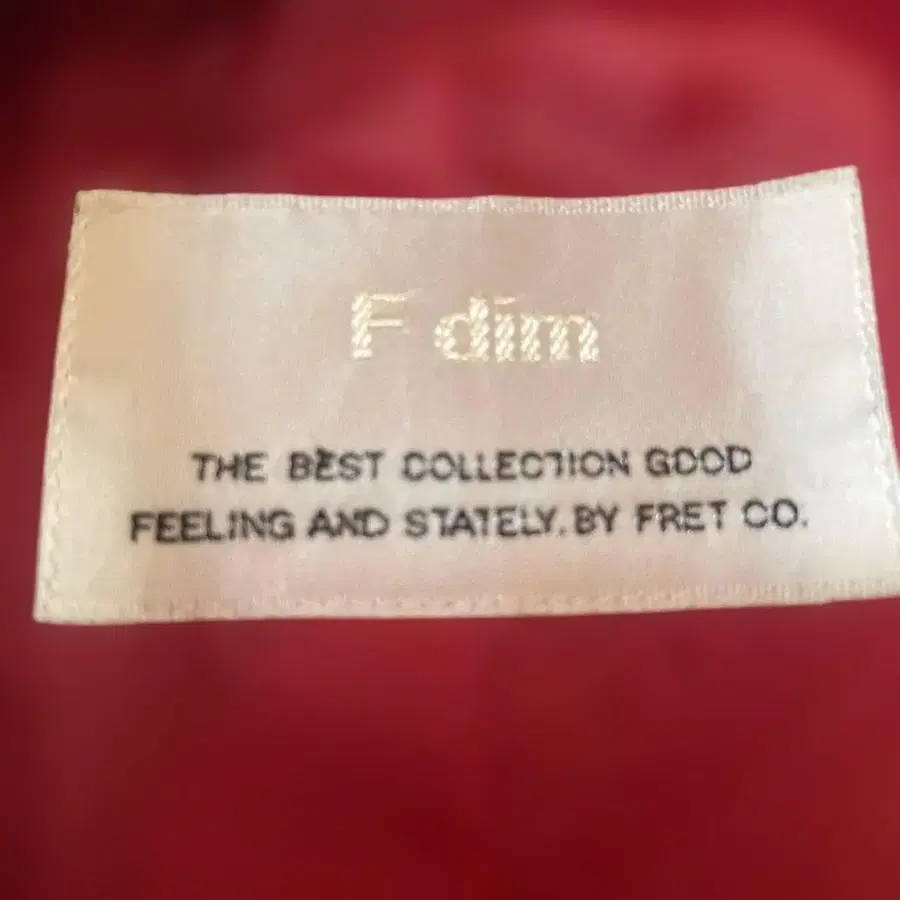 F dim
THE BEST COLLECTION GOOD
FEELING AND STATELY. BY FRET CO.